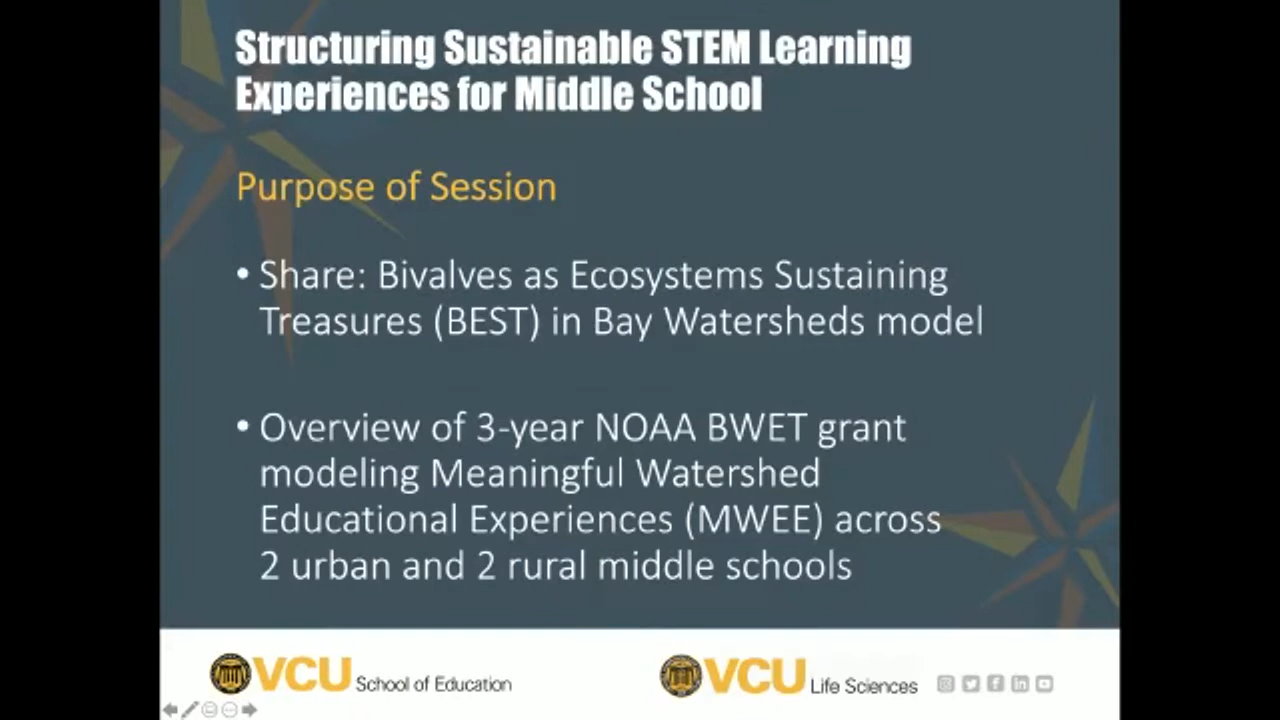 Structuring Sustainable STEM Learning
Experiences for Middle School
Purpose of Session
• Share: Bivalves as Ecosystems Sustaining
Treasures (BEST) in Bay Watersheds model
• Overview of 3-year NOAA BWET grant
modeling Meaningful Watershed
Educational Experiences (MWEE) across
2 urban and 2 rural middle schools
VCU School of Education
VCU Life Sciences